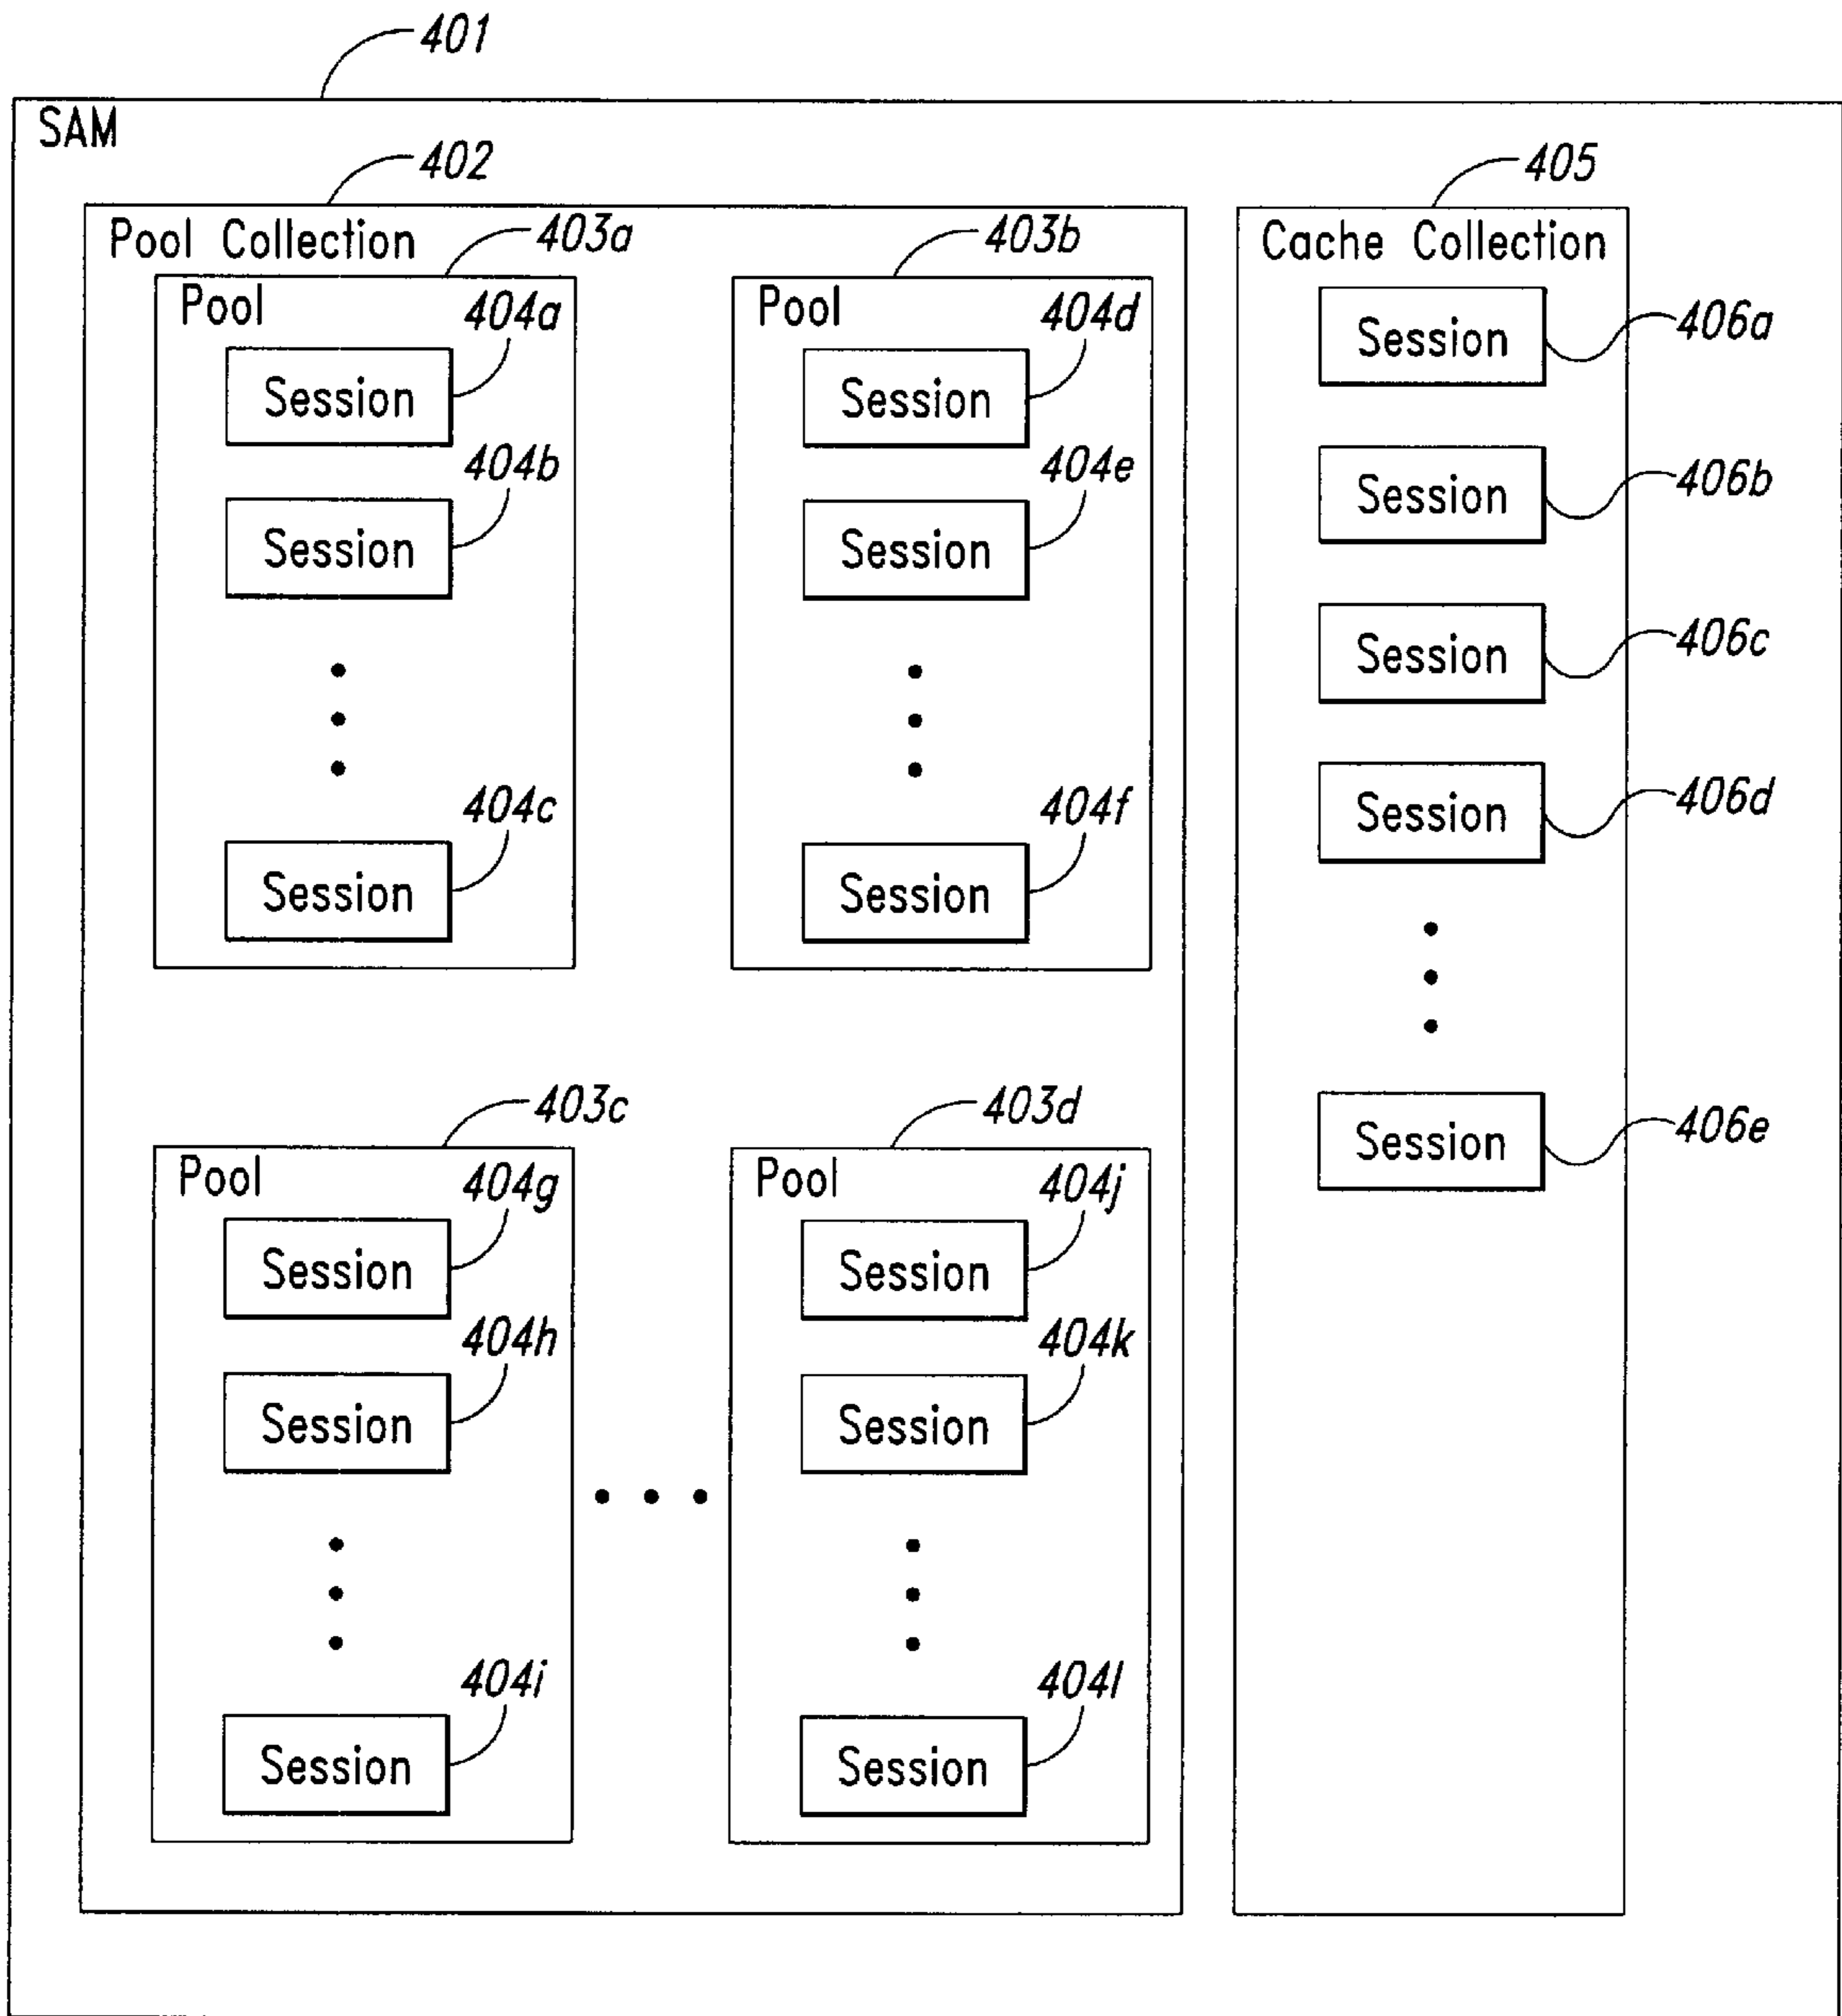 401
SAM
402
405
Pool Collection
403a
403b
Cache Collection
Pool
404a
Pool
404d
Session
406a
Session
Session
404b
404e
Session
406b
Session
Session
Session
406c
404c
404f
Session
406d
Session
Session
403c
403d
Session
406e
Pool
404g
Pool
404j
Session
Session
404h
404k
Session
Session
404i
404l
Session
Session